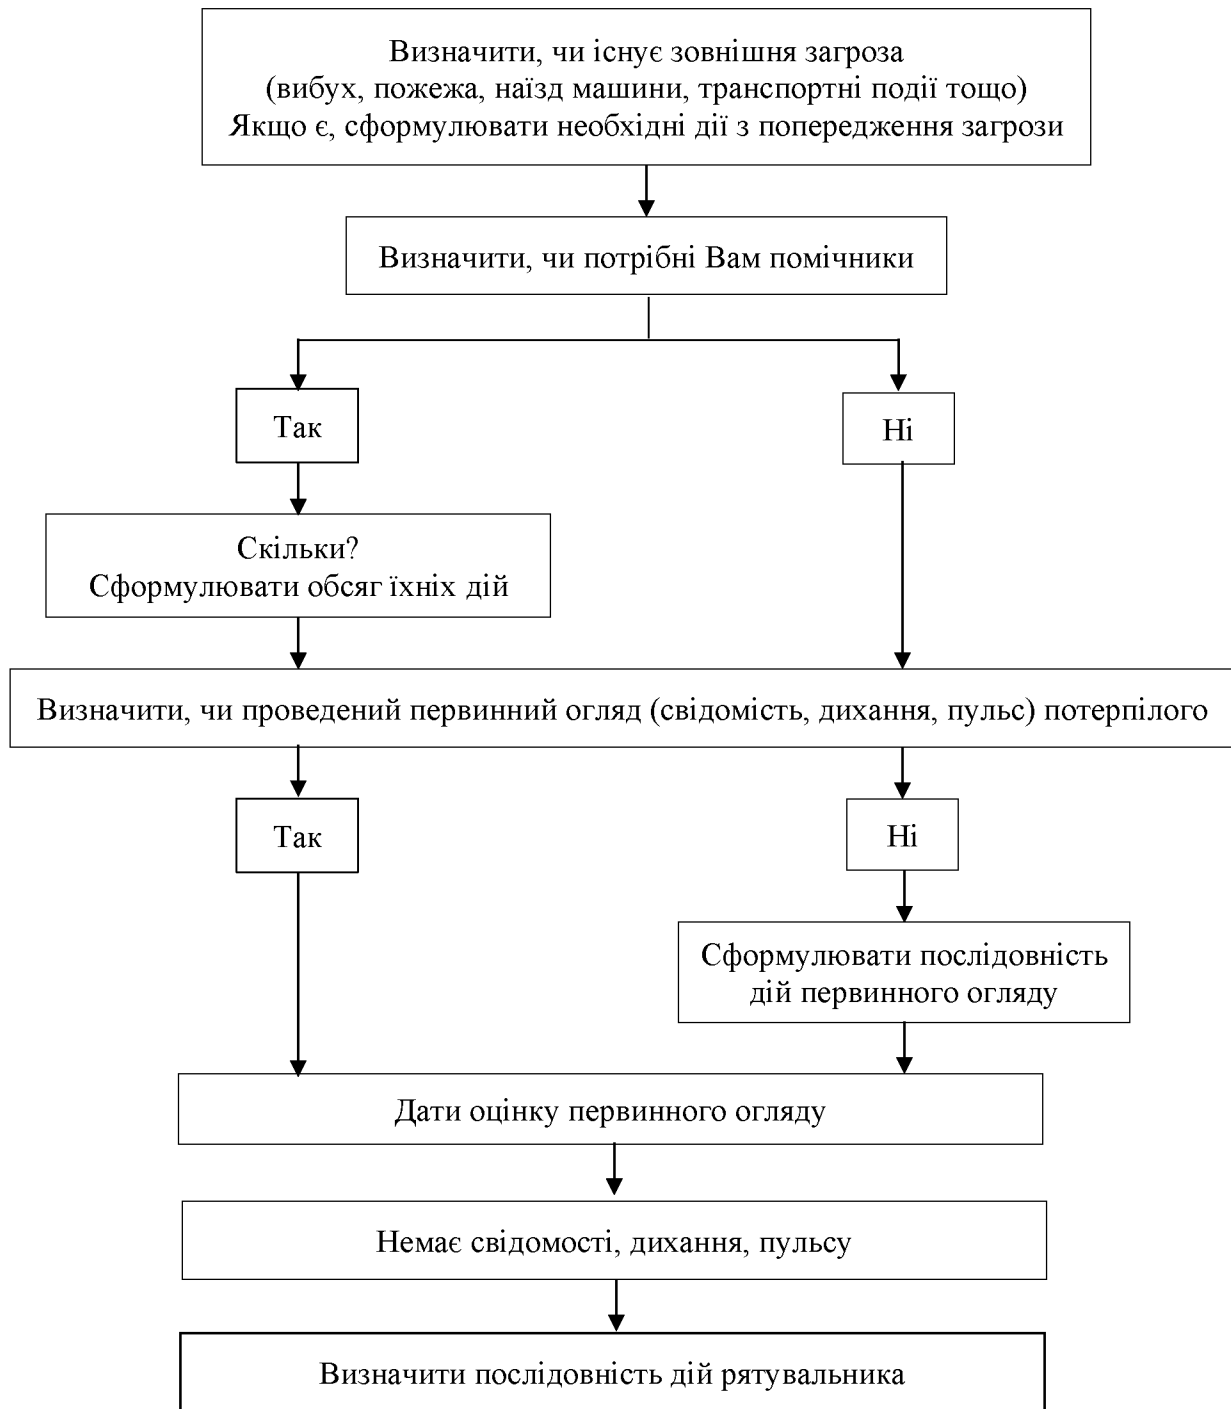 Визначити, чи існує зовнішня загроза
(вибух, пожежа, наїзд машини, транспортні події тощо)
Якщо є, сформулювати необхідні дії з попередження загрози
Визначити, чи потрібні Вам помічники
Так
Ні
Скільки?
Сформулювати обсяг їхніх дій
Визначити, чи проведений первинний огляд (свідомість, дихання, пульс) потерпілого
Так
Ні
Сформулювати послідовність
дій первинного огляду
Дати оцінку первинного огляду
Немає свідомості, дихання, пульсу
Визначити послідовність дій рятувальника